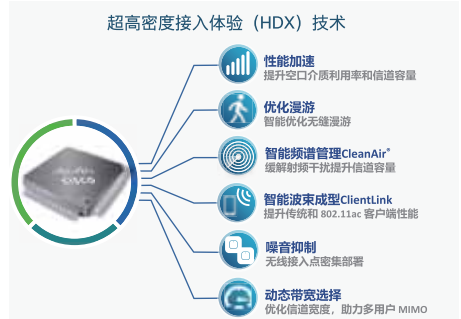 超高密度接入体验（HDX）技术
性能加速
提升空口介质利用率和信道容量
优化漫游
智能优化无缝漫游
智能频谱管理CleanAir®
缓解射频干扰提升信道容量
智能波束成型ClientLink
提升传统和 802.11ac 客户端性能
噪音抑制
无线接入点密集部署
动态带宽选择
优化信道宽度，助力多用户 MIMO